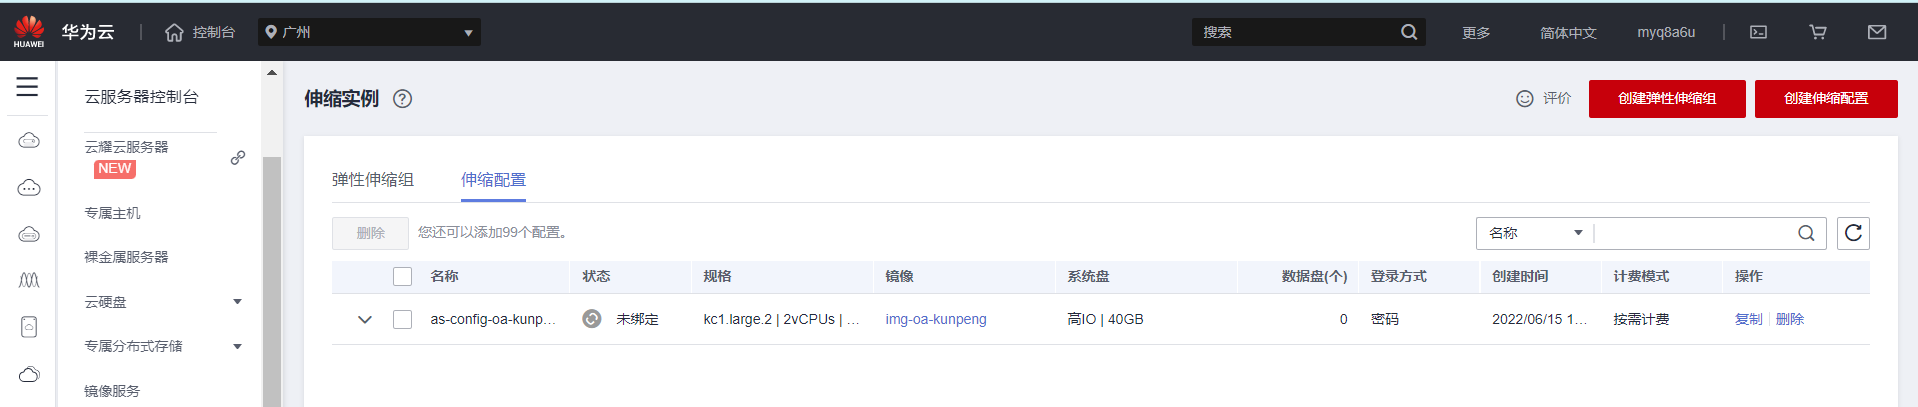 HUAWEI 华为云 控制台 广州 搜索 更多 简体中文 myq8a6u
云服务器控制台
云耀云服务器
NEW
专属主机
裸金属服务器
云硬盘
专属分布式存储
镜像服务
伸缩实例 ? 评价 创建弹性伸缩组 创建伸缩配置
弹性伸缩组 伸缩配置
删除 您还可以添加99个配置。 名称
名称 状态 规格 镜像 系统盘 数据盘(个) 登录方式 创建时间 计费模式 操作
as-config-oa-kunp... 未绑定 kc1.large.2 | 2vCPUs | ... img-oa-kunpeng 高IO | 40GB 0 密码 2022/06/15 1... 按需计费 复制 删除